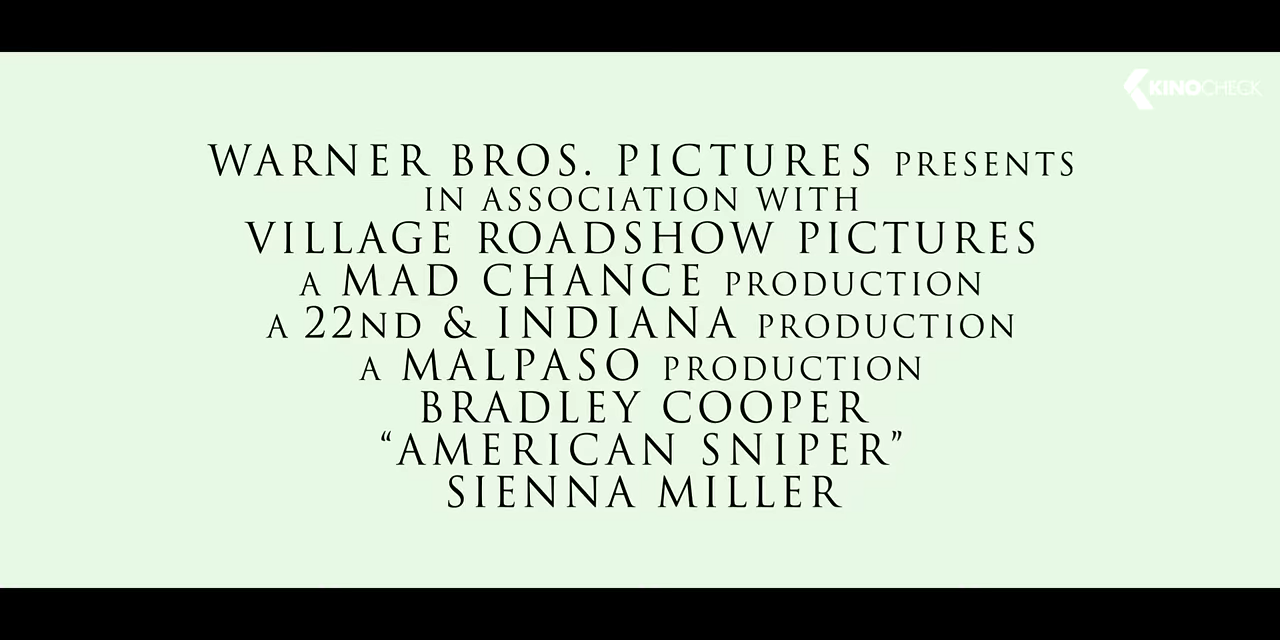 KINOCHECK
WARNER BROS. PICTURES PRESENTS
IN ASSOCIATION WITH
VILLAGE ROADSHOW PICTURES
A MAD CHANCE PRODUCTION
A 22ND & INDIANA PRODUCTION
A MALPASO PRODUCTION
BRADLEY COOPER
“AMERICAN SNIPER”
SIENNA MILLER